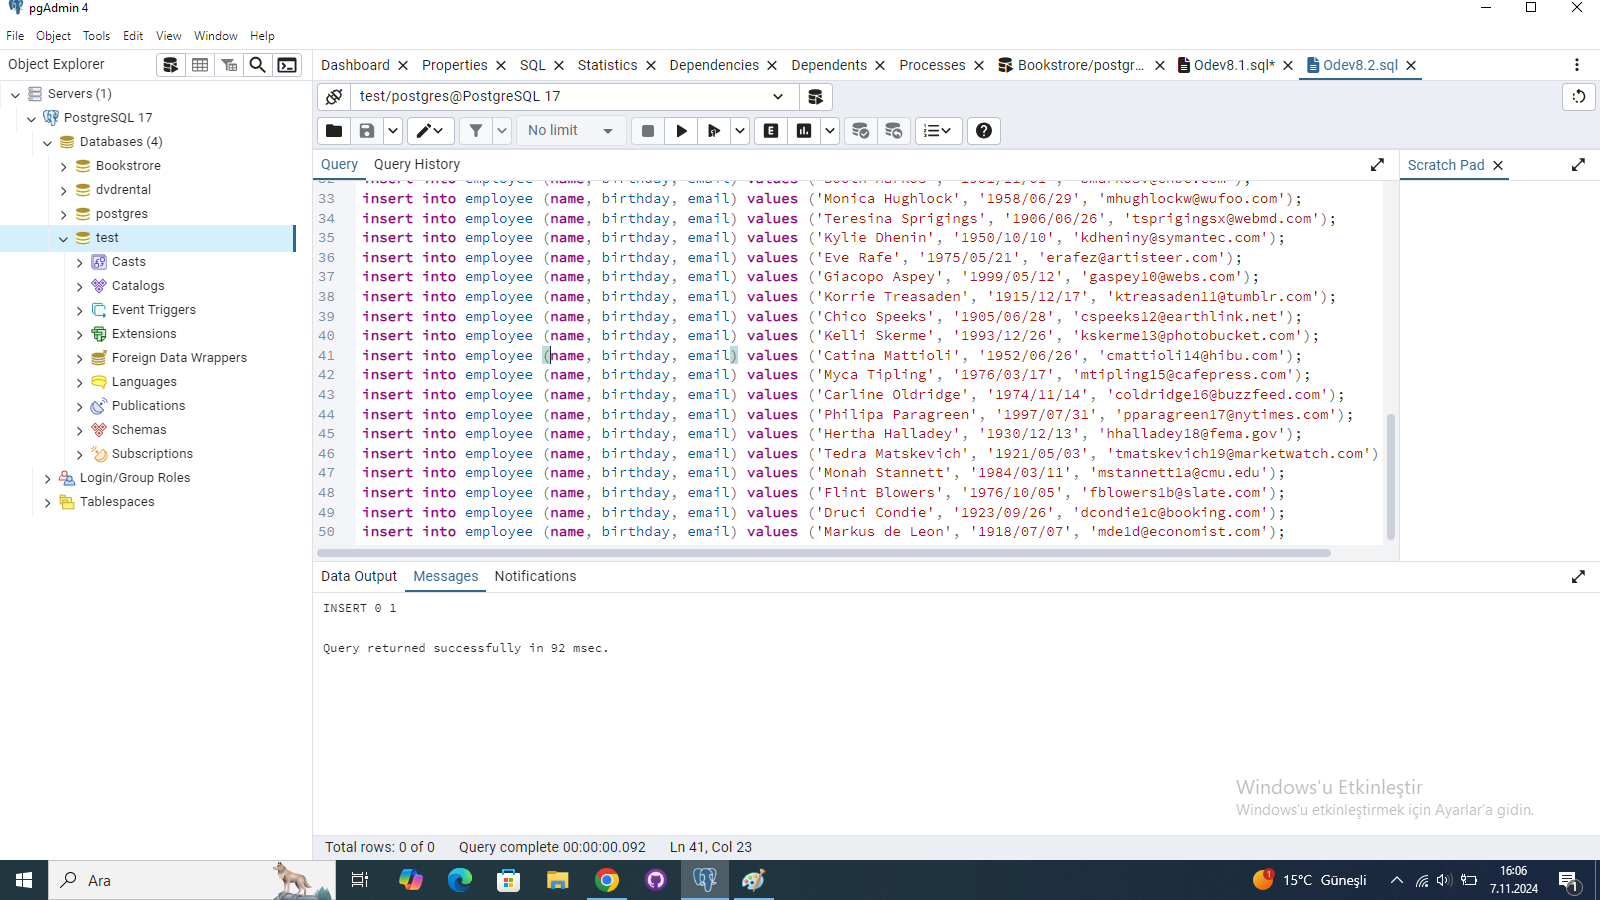 pgAdmin 4
File Object Tools Edit View Window Help
Object Explorer
Dashboard Properties SQL Statistics Dependencies Dependents Processes Bookstrore/postgr... Odev8.1.sql* Odev8.2.sql
Servers (1)
PostgreSQL 17
Databases (4)
Bookstrore
dvdrental
postgres
test
Casts
Catalogs
Event Triggers
Extensions
Foreign Data Wrappers
Languages
Publications
Schemas
Subscriptions
Login/Group Roles
Tablespaces
test/postgres@PostgreSQL 17
No limit
E
Query Query History
Scratch Pad
33 insert into employee (name, birthday, email) values ('Monica Hughlock', '1958/06/29', 'mhughlockw@wufoo.com');
34 insert into employee (name, birthday, email) values ('Teresina Sprigings', '1906/06/26', 'tsprigingsx@webmd.com');
35 insert into employee (name, birthday, email) values ('Kylie Dhenin', '1950/10/10', 'kdheniny@symantec.com');
36 insert into employee (name, birthday, email) values ('Eve Rafe', '1975/05/21', 'erafez@artisteer.com');
37 insert into employee (name, birthday, email) values ('Giacopo Aspey', '1999/05/12', 'gaspey10@webs.com');
38 insert into employee (name, birthday, email) values ('Korrie Treasaden', '1915/12/17', 'ktreasaden11@tumblr.com');
39 insert into employee (name, birthday, email) values ('Chico Speeks', '1905/06/28', 'cspeeks12@earthlink.net');
40 insert into employee (name, birthday, email) values ('Kelli Skerme', '1993/12/26', 'kskerme13@photobucket.com');
41 insert into employee (name, birthday, email) values ('Catina Mattioli', '1952/06/26', 'cmattioli14@hibu.com');
42 insert into employee (name, birthday, email) values ('Myca Tipling', '1976/03/17', 'mtipling15@cafepress.com');
43 insert into employee (name, birthday, email) values ('Carline Oldridge', '1974/11/14', 'coldridge16@buzzfeed.com');
44 insert into employee (name, birthday, email) values ('Philipa Paragreen', '1997/07/31', 'pparagreen17@nytimes.com');
45 insert into employee (name, birthday, email) values ('Hertha Halladey', '1930/12/13', 'hhalladey18@fema.gov');
46 insert into employee (name, birthday, email) values ('Tedra Matskevich', '1921/05/03', 'tmatskevich19@marketwatch.com')
47 insert into employee (name, birthday, email) values ('Monah Stannett', '1984/03/11', 'mstannett1a@cmu.edu');
48 insert into employee (name, birthday, email) values ('Flint Blowers', '1976/10/05', 'fblowers1b@slate.com');
49 insert into employee (name, birthday, email) values ('Druci Condie', '1923/09/26', 'dcondie1c@booking.com');
50 insert into employee (name, birthday, email) values ('Markus de Leon', '1918/07/07', 'mde1d@economist.com');
Data Output Messages Notifications
INSERT 0 1
Query returned successfully in 92 msec.
Windows'u Etkinleştir
Windows'u etkinleştirmek için Ayarlar'a gidin.
Total rows: 0 of 0 Query complete 00:00:00.092 Ln 41, Col 23
Ara
1
15°C Güneşli
16:06
7.11.2024
1